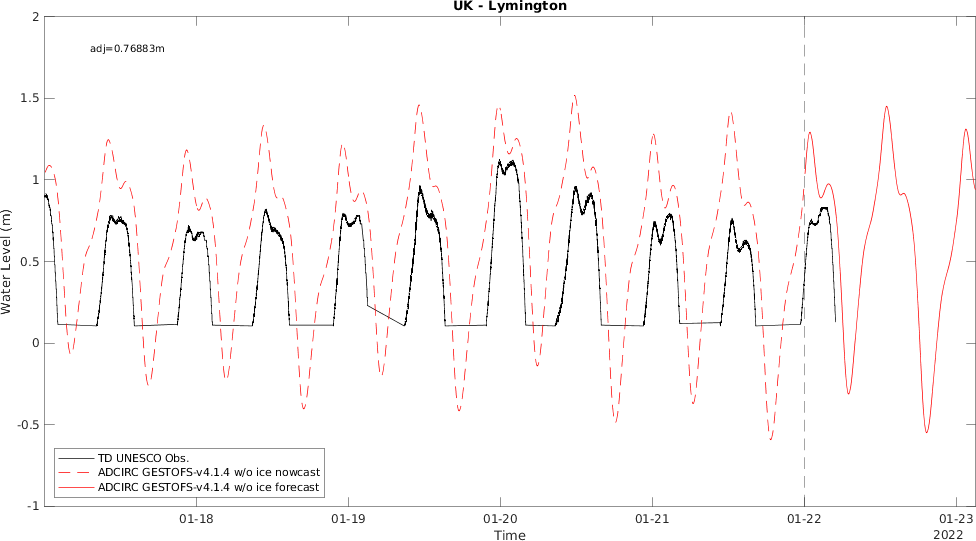 UK - Lymington
adj=0.76883m
Water Level (m)
2
1.5
1
0.5
0
-0.5
-1
TD UNESCO Obs.
ADCIRC GESTOFS-v4.1.4 w/o ice nowcast
ADCIRC GESTOFS-v4.1.4 w/o ice forecast
01-18 01-19 01-20 01-21 01-22 01-23
Time
2022